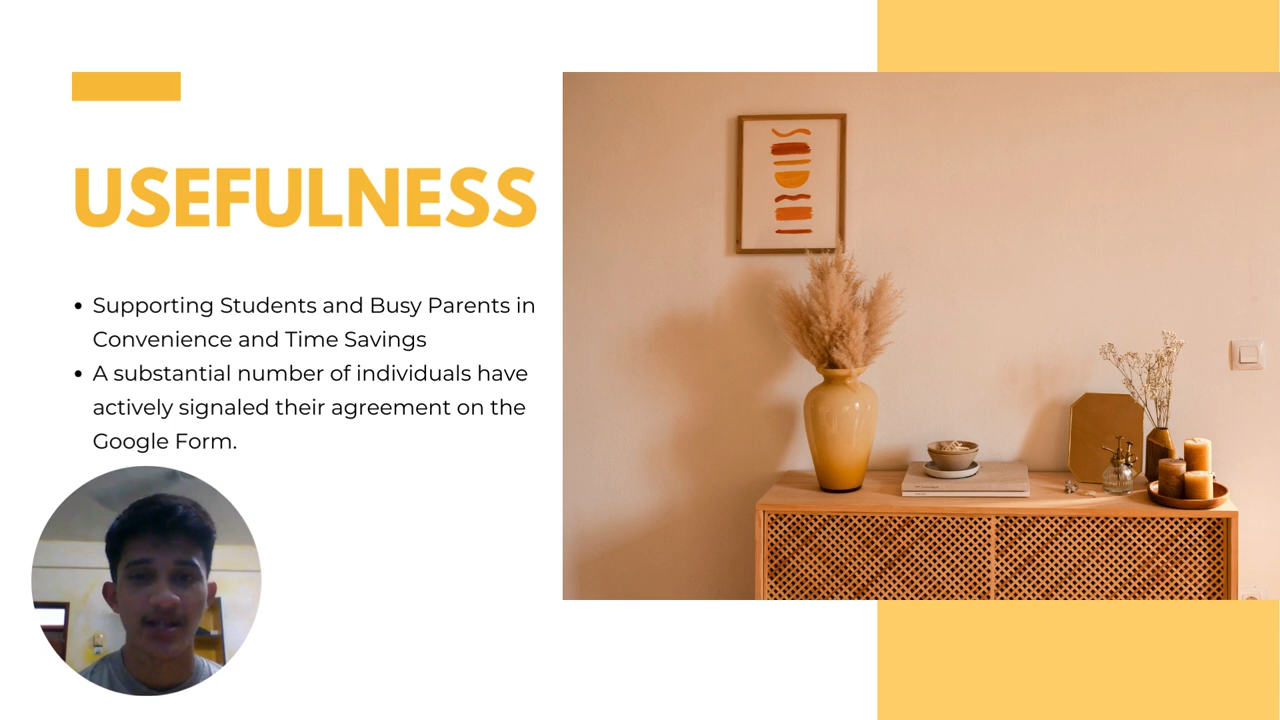 USEFULNESS
• Supporting Students and Busy Parents in
Convenience and Time Savings
• A substantial number of individuals have
actively signaled their agreement on the
Google Form.